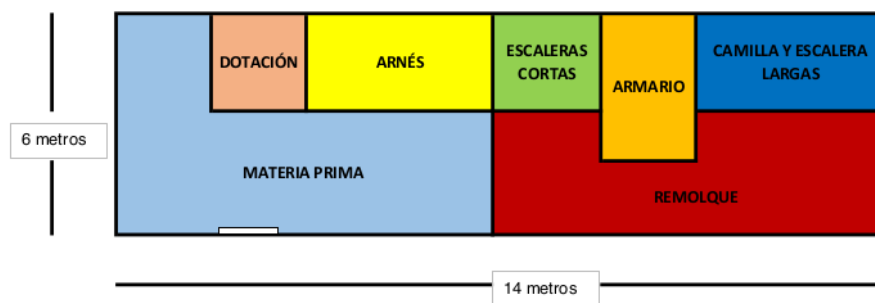 DOTACIÓN
ARNÉS
ESCALERAS
CORTAS
ARMARIO
CAMILLA Y ESCALERA
LARGAS
6 metros
MATERIA PRIMA
REMOLQUE
14 metros